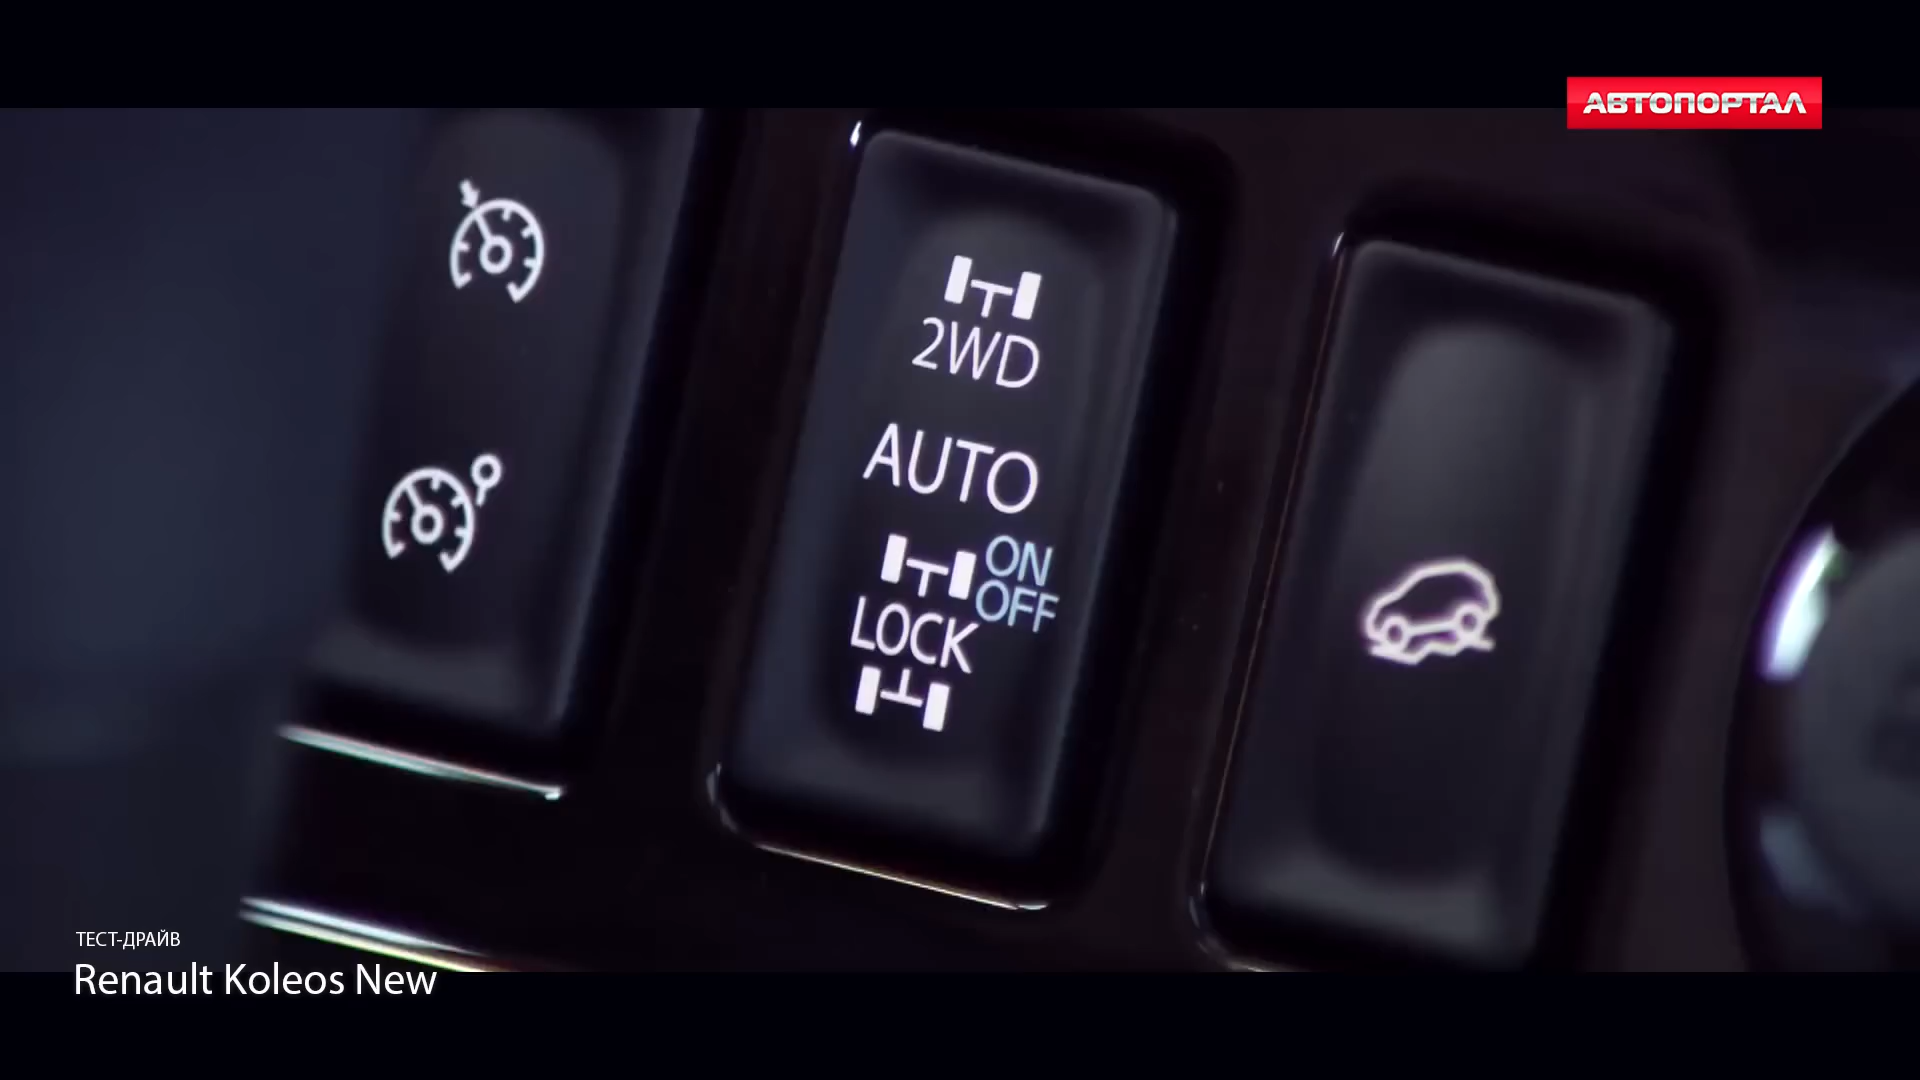 АВТОПОРТАЛ
2WD
AUTO
ON
OFF
LOCK
ТЕСТ-ДРАЙВ
Renault Koleos New